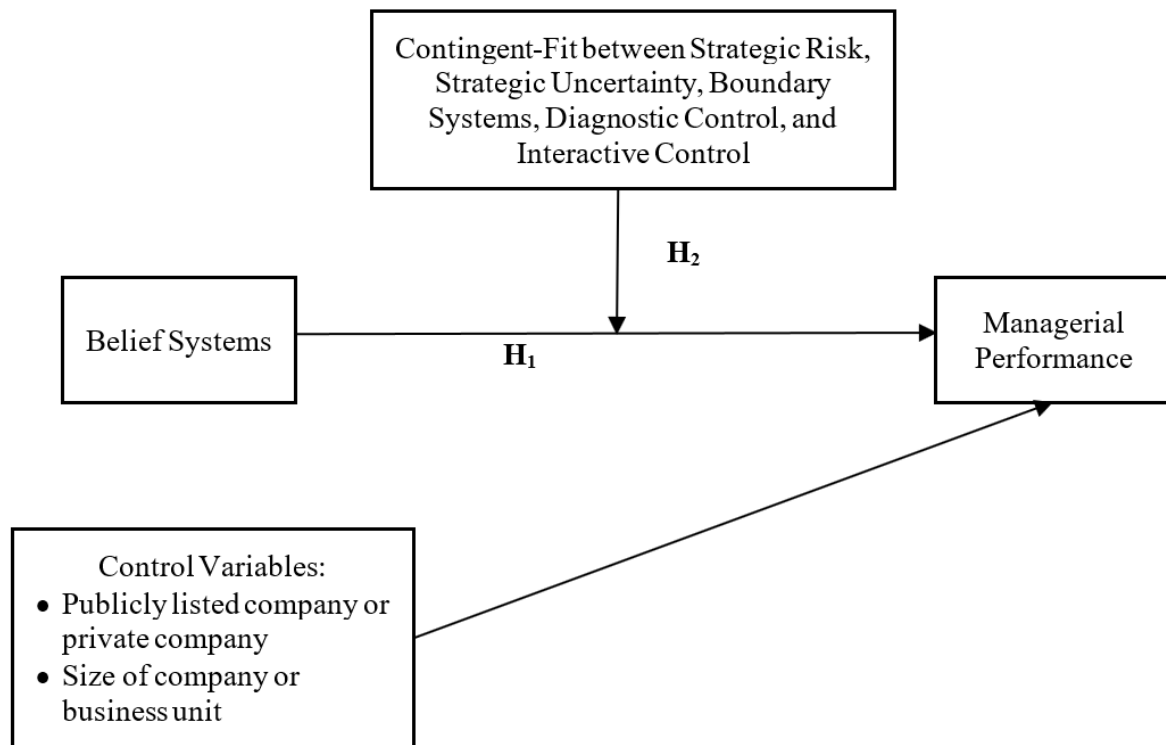 Contingent-Fit between Strategic Risk,
Strategic Uncertainty, Boundary
Systems, Diagnostic Control, and
Interactive Control
H₂
Belief Systems
H₁
Managerial
Performance
Control Variables:
• Publicly listed company or
private company
• Size of company or
business unit